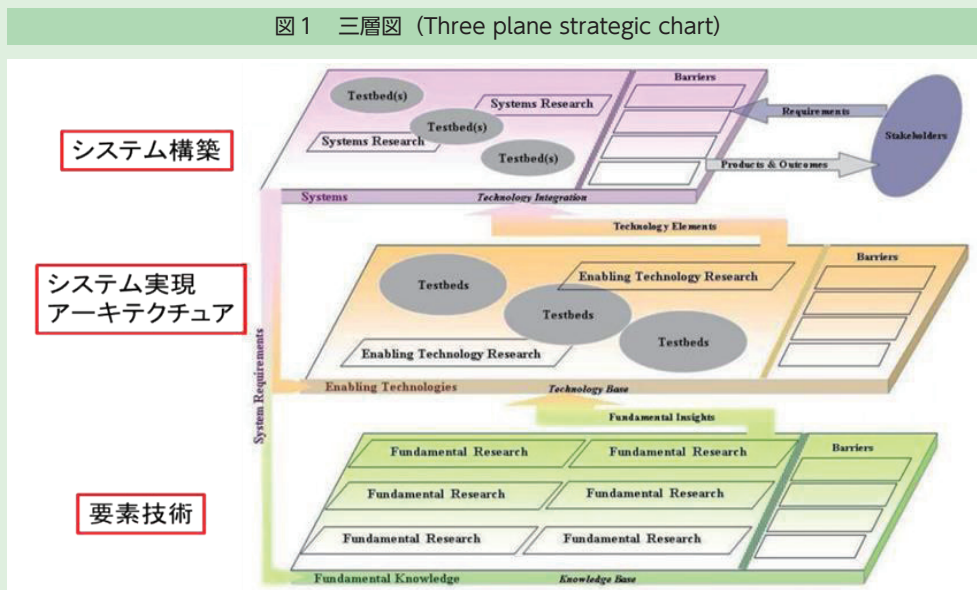 図1 三層図 (Three plane strategic chart)
システム構築
Testbed(s)
Systems Research
Testbed(s)
Systems Research
Testbed(s)
Barriers
Requirements
Stakeholders
Products & Outcomes
Systems
Technology Integration
Technology Elements
システム実現
アーキテクチュア
Testbeds
Enabling Technology Research
Testbeds
Testbeds
Enabling Technology Research
Barriers
Enabling Technologies
Technology Base
System Requirements
Fundamental Insights
要素技術
Fundamental Research
Fundamental Research
Barriers
Fundamental Research
Fundamental Research
Fundamental Research
Fundamental Research
Fundamental Knowledge
Knowledge Base